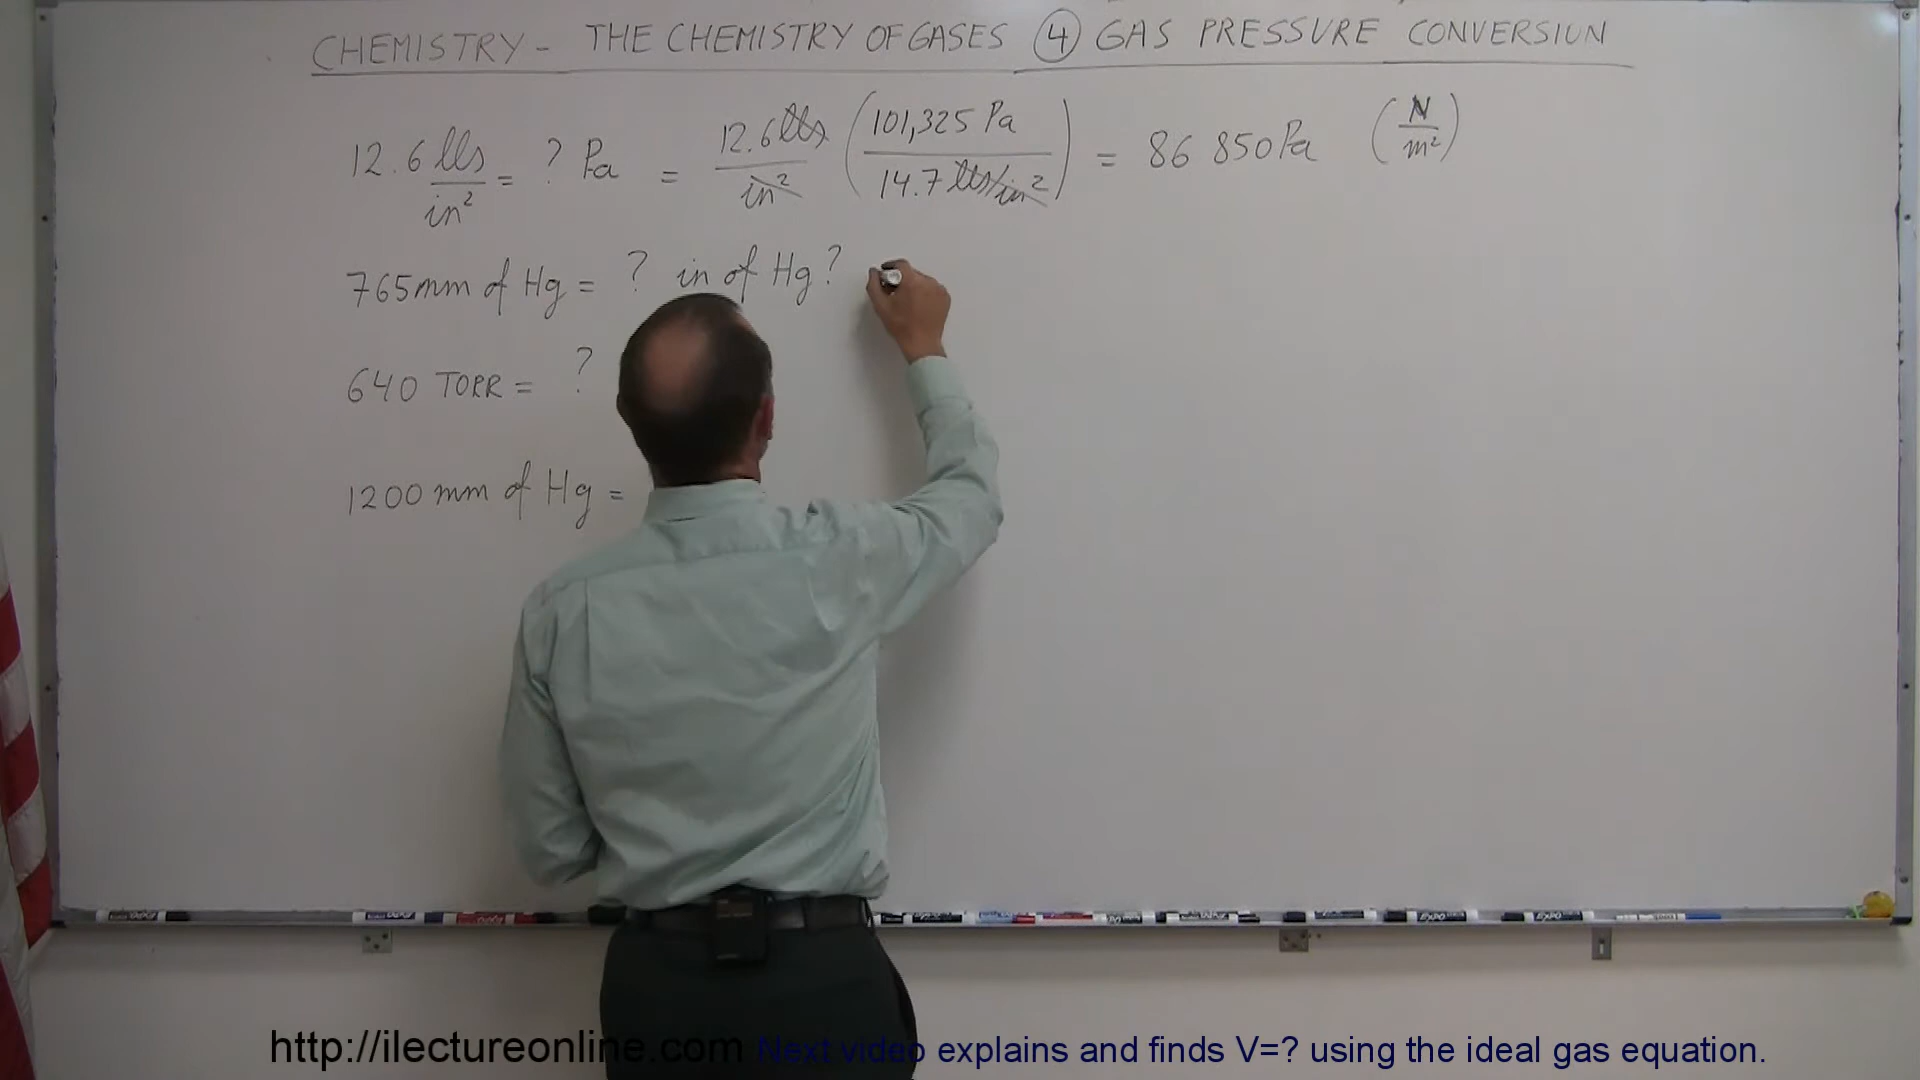 CHEMISTRY - THE CHEMISTRY OF GASES ④ GAS PRESSURE CONVERSION
12.6 lbs/in² = ? Pa = 12.6 lbs/in² (101,325 Pa / 14.7 lbs/in²) = 86 850 Pa (N/m²)
765 mm of Hg = ? in of Hg?
640 TORR = ?
1200 mm of Hg =
http://ilectureonline.com Next video explains and finds V=? using the ideal gas equation.